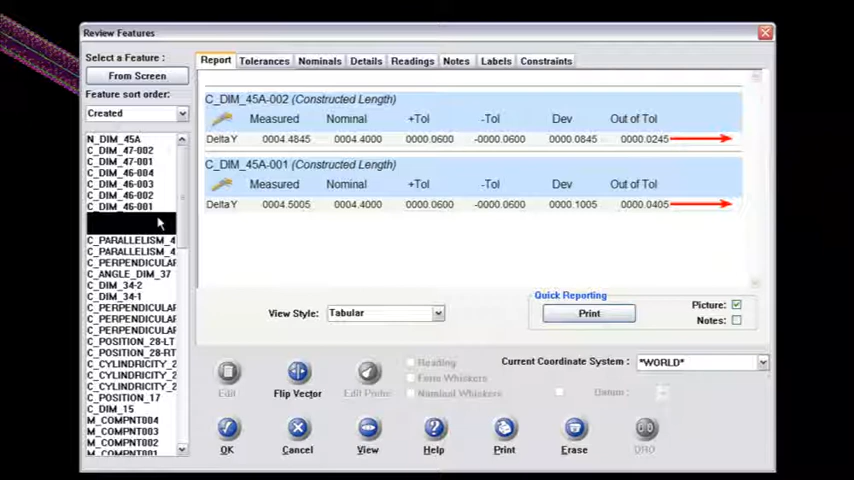 Review Features
Select a Feature :
From Screen
Feature sort order:
Created
N_DIM_45A
C_DIM_47-002
C_DIM_47-001
C_DIM_46-004
C_DIM_46-003
C_DIM_46-002
C_DIM_46-001
C_PARALLELISM_4
C_PARALLELISM_4
C_PERPENDICULAR
C_ANGLE_DIM_37
C_DIM_34-2
C_DIM_34-1
C_PERPENDICULAR
C_PERPENDICULAR
C_PERPENDICULAR
C_POSITION_28-LT
C_POSITION_28-RT
C_CYLINDRICITY_2
C_CYLINDRICITY_2
C_CYLINDRICITY_2
C_POSITION_17
C_DIM_15
M_COMPNT004
M_COMPNT003
M_COMPNT002
M_COMPNT001
Report Tolerances Nominals Details Readings Notes Labels Constraints
C_DIM_45A-002 (Constructed Length)
Measured Nominal +Tol -Tol Dev Out of Tol
Delta Y 0004.4845 0004.4000 0000.0600 -0000.0600 0000.0845 0000.0245
C_DIM_45A-001 (Constructed Length)
Measured Nominal +Tol -Tol Dev Out of Tol
Delta Y 0004.5005 0004.4000 0000.0600 -0000.0600 0000.1005 0000.0405
View Style: Tabular
Quick Reporting
Print
Picture:
Notes:
Edit
Flip Vector
Edit Probe
Reading
Form Whiskers
Nominal Whiskers
Current Coordinate System : *WORLD*
Datum :
OK
Cancel
View
Help
Print
Erase
DRO